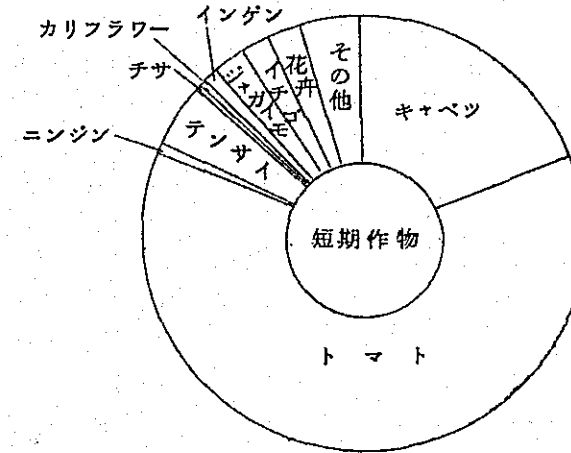 インゲン
カリフラワー
チサ
ニンジン
テンサイ
ジャガイモ
イチゴ
花卉
その他
キャベツ
短期作物
トマト